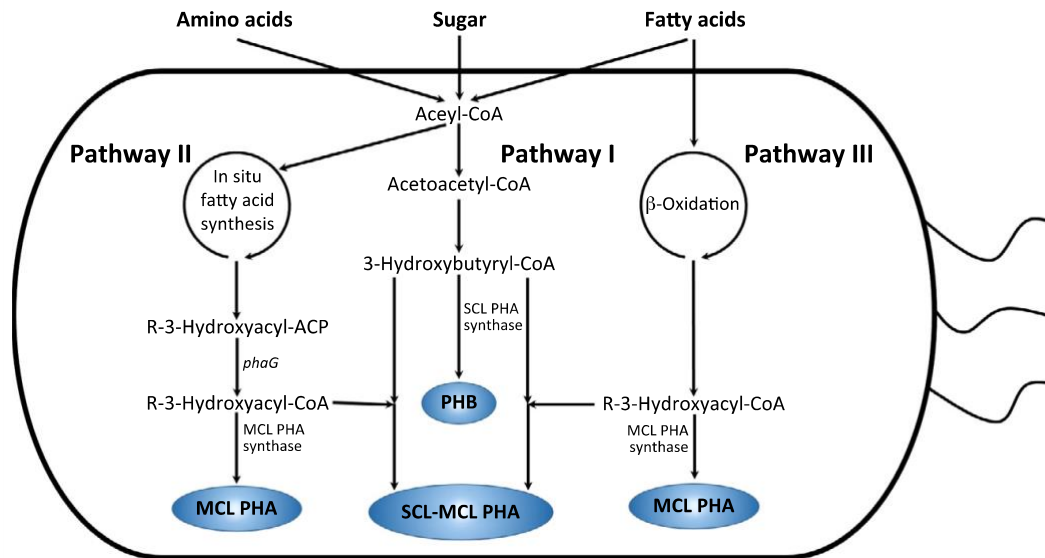 Amino acids
Sugar
Fatty acids
Aceyl-CoA
Pathway II
Pathway I
Pathway III
In situ
fatty acid
synthesis
Acetoacetyl-CoA
β-Oxidation
3-Hydroxybutyryl-CoA
SCL PHA
synthase
R-3-Hydroxyacyl-ACP
phaG
R-3-Hydroxyacyl-CoA
PHB
R-3-Hydroxyacyl-CoA
MCL PHA
synthase
MCL PHA
synthase
MCL PHA
SCL-MCL PHA
MCL PHA